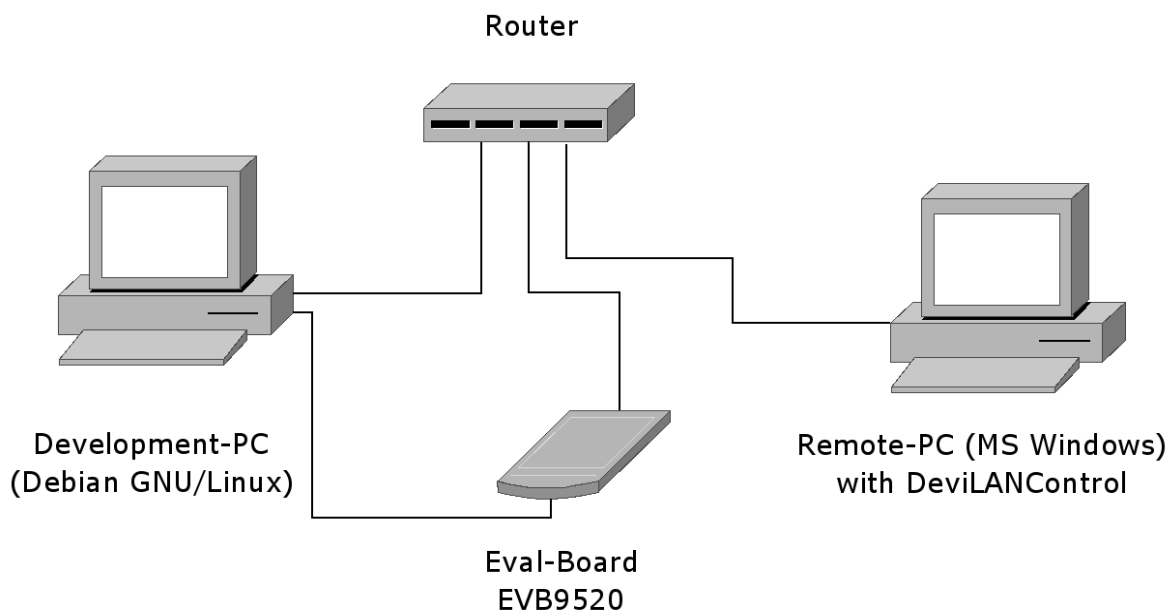 Router
Development-PC
(Debian GNU/Linux)
Remote-PC (MS Windows)
with DeviLANControl
Eval-Board
EVB9520